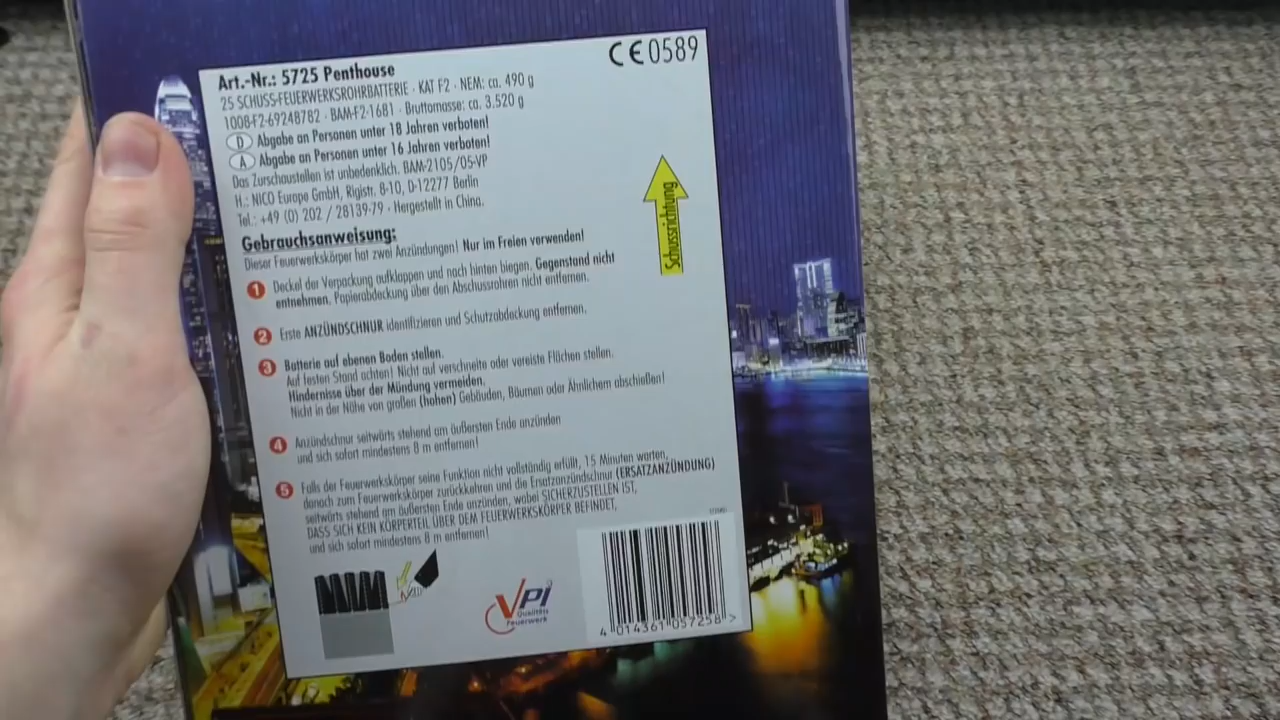 CE0589
Art.-Nr.: 5725 Penthouse
25 SCHUSS-FEUERWERKSROHRBATTERIE · KAT F2 · NEM: ca. 490 g
1008-F2-69248782 · BAM-F2-1681 · Bruttomasse: ca. 3.520 g
D Abgabe an Personen unter 18 Jahren verboten!
A Abgabe an Personen unter 16 Jahren verboten!
Das Zurschaustellen ist unbedenklich. BAM-2105/05-VP
H.: NICO Europe GmbH, Rigistr. 8-10, D-12277 Berlin
Tel.: +49 (0) 202 / 28139-79 · Hergestellt in China.
Schussrichtung
Gebrauchsanweisung:
Dieser Feuerwerkskörper hat zwei Anzündungen! Nur im Freien verwenden!
1 Deckel der Verpackung aufklappen und nach hinten biegen. Gegenstand nicht
entnehmen. Papierabdeckung über den Abschussrohren nicht entfernen.
2 Erste ANZÜNDSCHNUR identifizieren und Schutzabdeckung entfernen.
3 Batterie auf ebenen Boden stellen.
Auf festen Stand achten! Nicht auf verschneite oder vereiste Flächen stellen.
Hindernisse über der Mündung vermeiden.
Nicht in der Nähe von großen (hohen) Gebäuden, Bäumen oder Ähnlichem abschießen!
4 Anzündschnur seitwärts stehend am äußersten Ende anzünden
und sich sofort mindestens 8 m entfernen!
5 Falls der Feuerwerkskörper seine Funktion nicht vollständig erfüllt, 15 Minuten warten,
danach zum Feuerwerkskörper zurückkehren und die Ersatzanzündschnur (ERSATZANZÜNDUNG)
seitwärts stehend am äußersten Ende anzünden, wobei SICHERZUSTELLEN IST,
DASS SICH KEIN KÖRPERTEIL ÜBER DEM FEUERWERKSKÖRPER BEFINDET,
und sich sofort mindestens 8 m entfernen!
VPI
Qualitäts
Feuerwerk
4 014361 057258 >